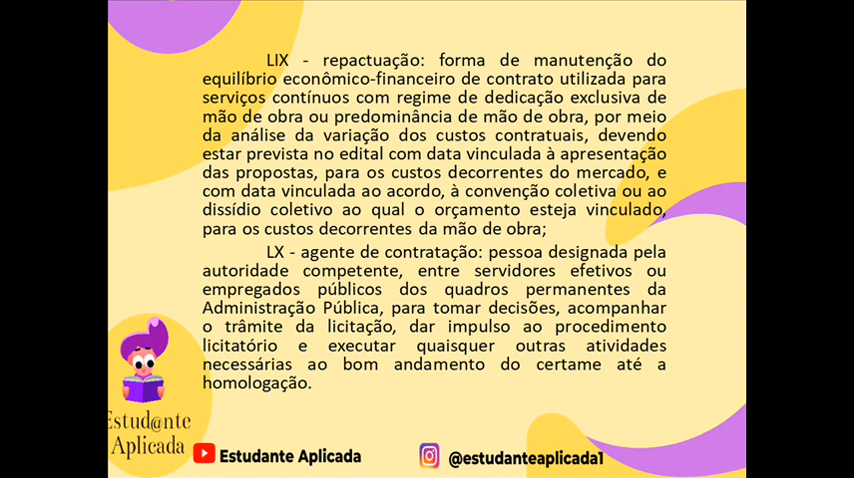 LIX - repactuação: forma de manutenção do
equilíbrio econômico-financeiro de contrato utilizada para
serviços contínuos com regime de dedicação exclusiva de
mão de obra ou predominância de mão de obra, por meio
da análise da variação dos custos contratuais, devendo
estar prevista no edital com data vinculada à apresentação
das propostas, para os custos decorrentes do mercado, e
com data vinculada ao acordo, à convenção coletiva ou ao
dissídio coletivo ao qual o orçamento esteja vinculado,
para os custos decorrentes da mão de obra;
LX - agente de contratação: pessoa designada pela
autoridade competente, entre servidores efetivos ou
empregados públicos dos quadros permanentes da
Administração Pública, para tomar decisões, acompanhar
o trâmite da licitação, dar impulso ao procedimento
licitatório e executar quaisquer outras atividades
necessárias ao bom andamento do certame até a
homologação.
Estud@nte
Aplicada
Estudante Aplicada
@estudanteaplicada1